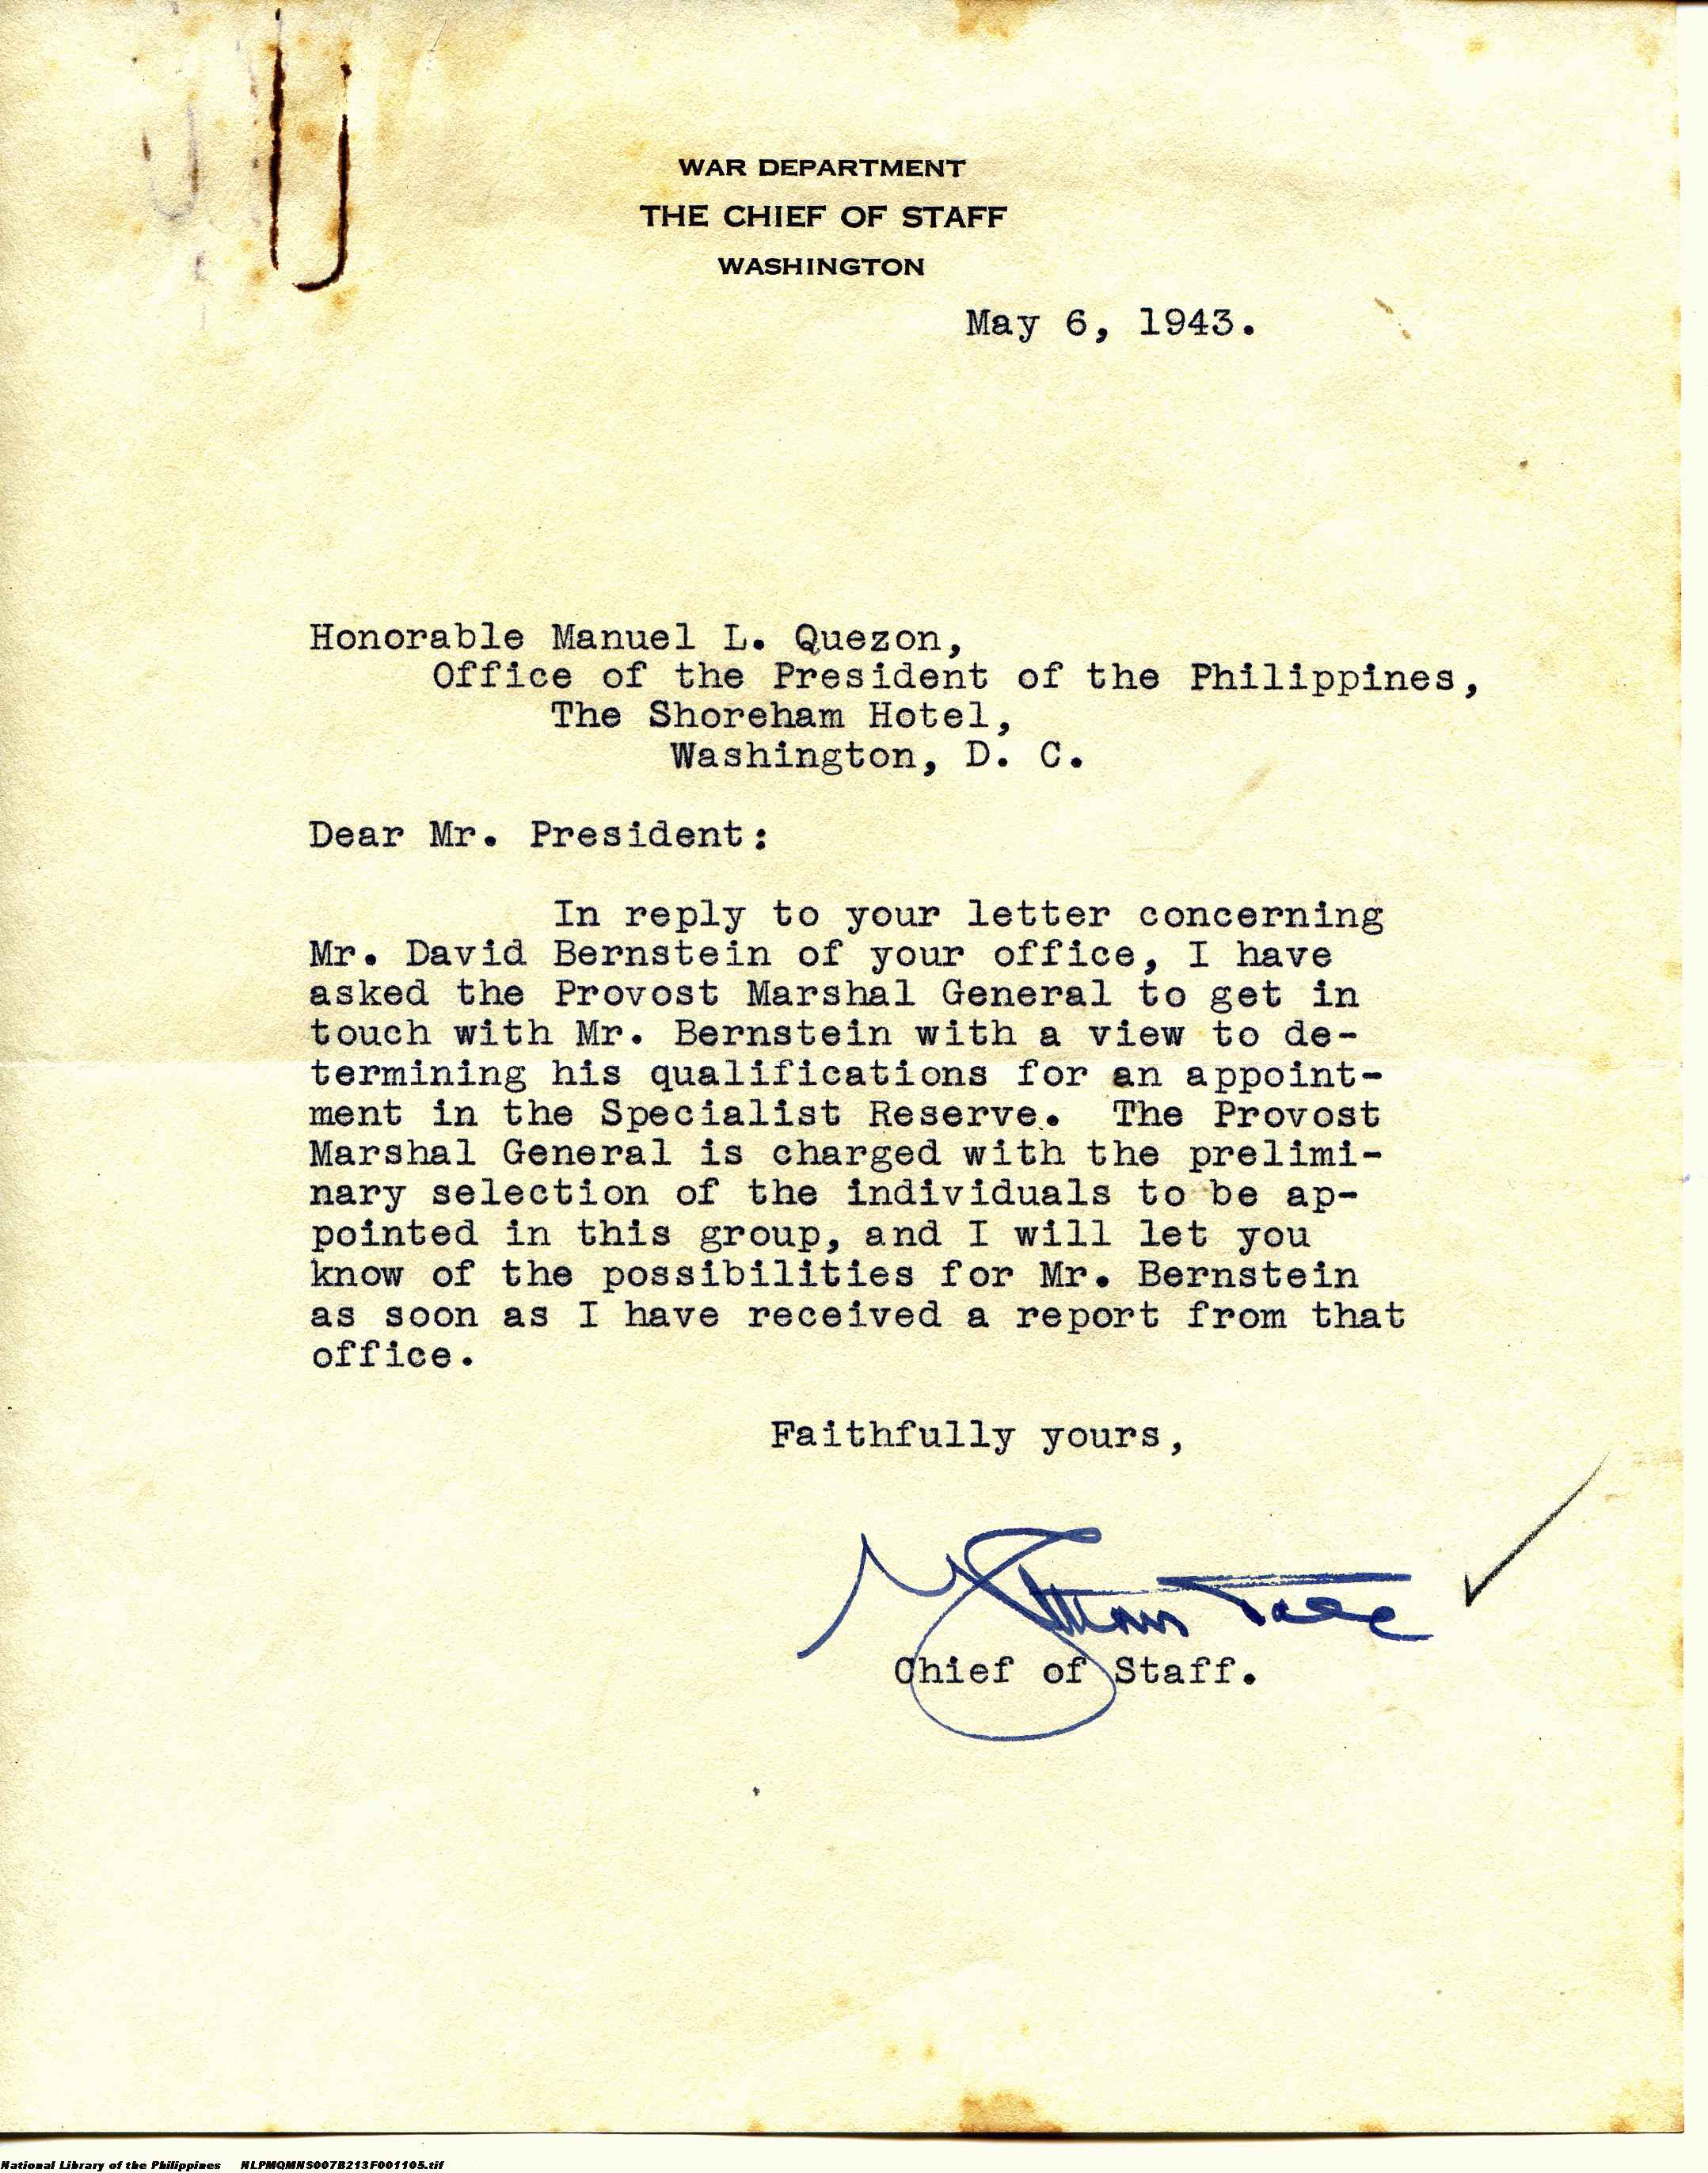 WAR DEPARTMENT
THE CHIEF OF STAFF
WASHINGTON
May 6, 1943.
Honorable Manuel L. Quezon,
Office of the President of the Philippines,
The Shoreham Hotel,
Washington, D. C.
Dear Mr. President:
In reply to your letter concerning
Mr. David Bernstein of your office, I have
asked the Provost Marshal General to get in
touch with Mr. Bernstein with a view to de-
termining his qualifications for an appoint-
ment in the Specialist Reserve. The Provost
Marshal General is charged with the prelimi-
nary selection of the individuals to be ap-
pointed in this group, and I will let you
know of the possibilities for Mr. Bernstein
as soon as I have received a report from that
office.
Faithfully yours,
Chief of Staff.
National Library of the Philippines NLPMQMNS007B213F001105.tif